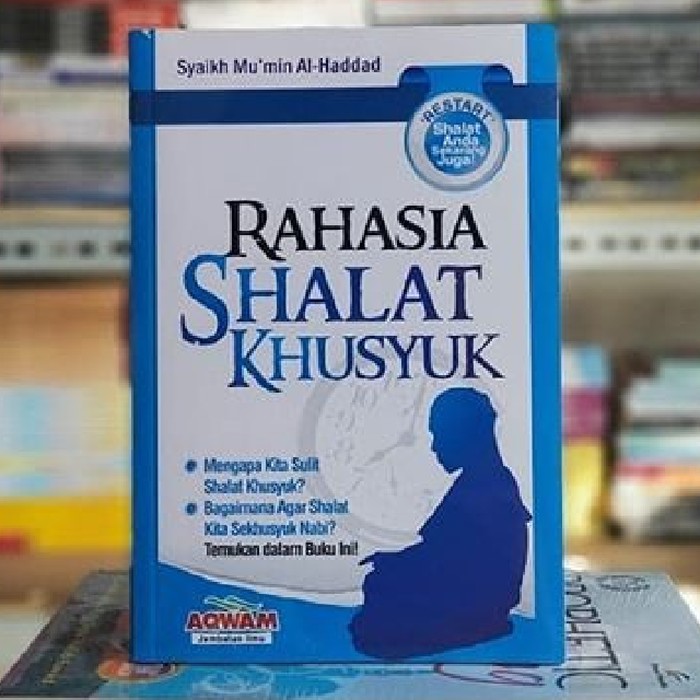 Syaikh Mu'min Al-Haddad
"RESTART"
Shalat
Anda
Sekarang
Juga!
RAHASIA
SHALAT
KHUSYUK
Mengapa Kita Sulit
Shalat Khusyuk?
Bagaimana Agar Shalat
Kita Sekhusyuk Nabi?
Temukan dalam Buku Ini!
AQWAM
Jembatan Ilmu